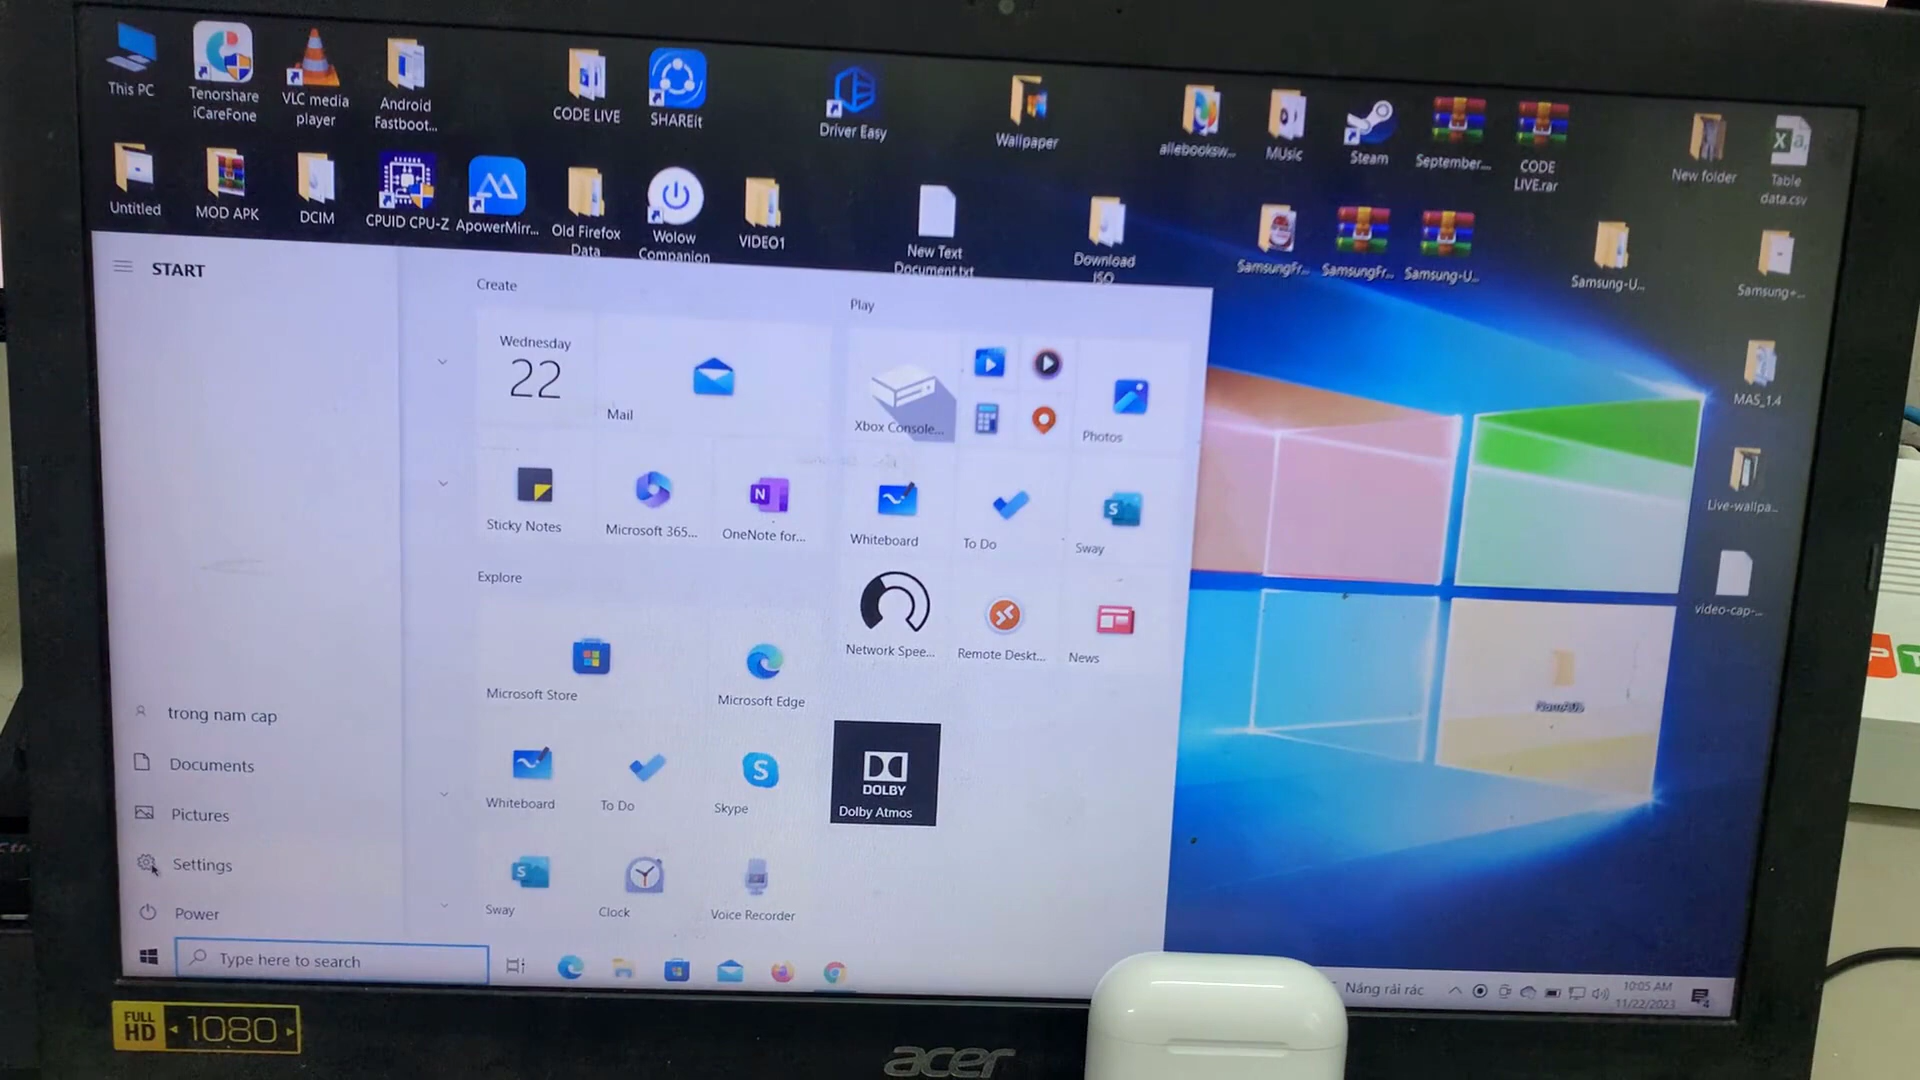 This PC
Tenorshare
iCareFone
VLC media
player
Android
Fastboot...
CODE LIVE
SHAREit
Driver Easy
Wallpaper
allebooksw...
MUsic
Steam
September...
CODE
LIVE.rar
New folder
Table
data.csv
Untitled
MOD APK
DCIM
CPUID CPU-Z
ApowerMirr...
Old Firefox
Data
Wolow
Companion
VIDEO1
New Text
Document.txt
Download
ISO
SamsungFr...
SamsungFr...
Samsung-U...
Samsung-U...
Samsung+...
MAS_1.4
Live-wallpa...
video-cap-...
START
Create
Play
Wednesday
22
Mail
Xbox Console...
Photos
Sticky Notes
Microsoft 365...
OneNote for...
Whiteboard
To Do
Sway
Explore
Network Spee...
Remote Deskt...
News
Microsoft Store
Microsoft Edge
trong nam cap
Documents
Pictures
Settings
Power
Whiteboard
To Do
Skype
DOLBY
Dolby Atmos
Sway
Clock
Voice Recorder
Type here to search
Nắng rải rác
10:05 AM
11/22/2023
FULL
HD
1080
acer